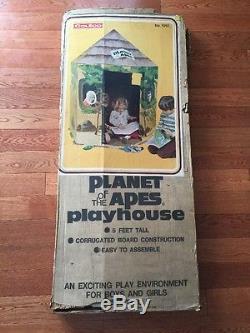 Coleco
PLANET
OF THE APES
playhouse
● 5 FEET TALL
● CORRUGATED BOARD CONSTRUCTION
● EASY TO ASSEMBLE
AN EXCITING PLAY ENVIRONMENT
FOR BOYS AND GIRLS